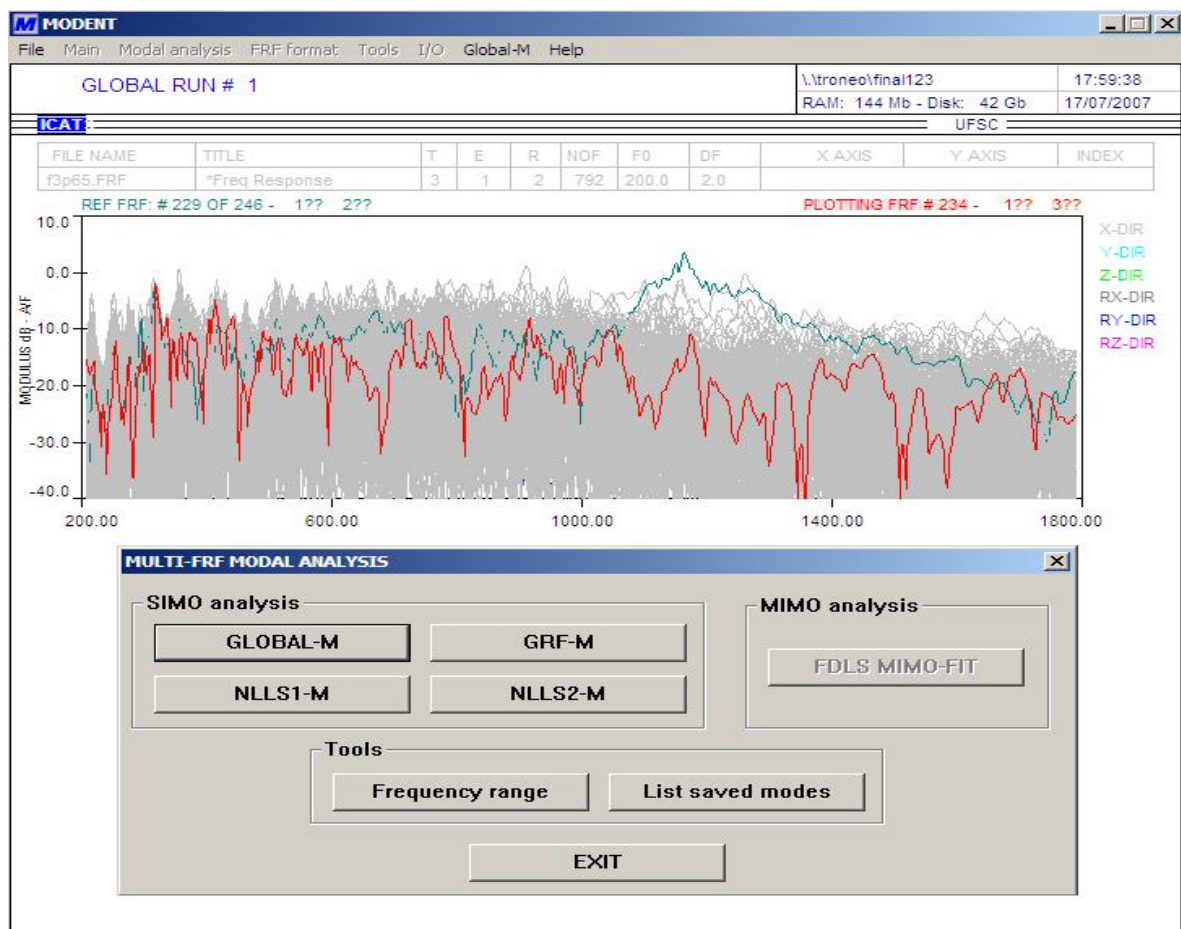 MODENT
File Main Modal analysis FRF format Tools I/O Global-M Help
GLOBAL RUN # 1
\.\troneo\final123 17:59:38
RAM: 144 Mb - Disk: 42 Gb 17/07/2007
ICAT UFSC
FILE NAME TITLE T E R NOF F0 DF X AXIS Y AXIS INDEX
f3p65.FRF *Freq Response 3 1 2 792 200.0 2.0
REF FRF: # 229 OF 246 - 1?? 2?? PLOTTING FRF # 234 - 1?? 3??
10.0
0.0
-10.0
-20.0
-30.0
-40.0
MODULUS dB - A/F
200.00 600.00 1000.00 1400.00 1800.00
X-DIR
Y-DIR
Z-DIR
RX-DIR
RY-DIR
RZ-DIR
MULTI-FRF MODAL ANALYSIS
SIMO analysis
GLOBAL-M GRF-M
NLLS1-M NLLS2-M
MIMO analysis
FDLS MIMO-FIT
Tools
Frequency range List saved modes
EXIT